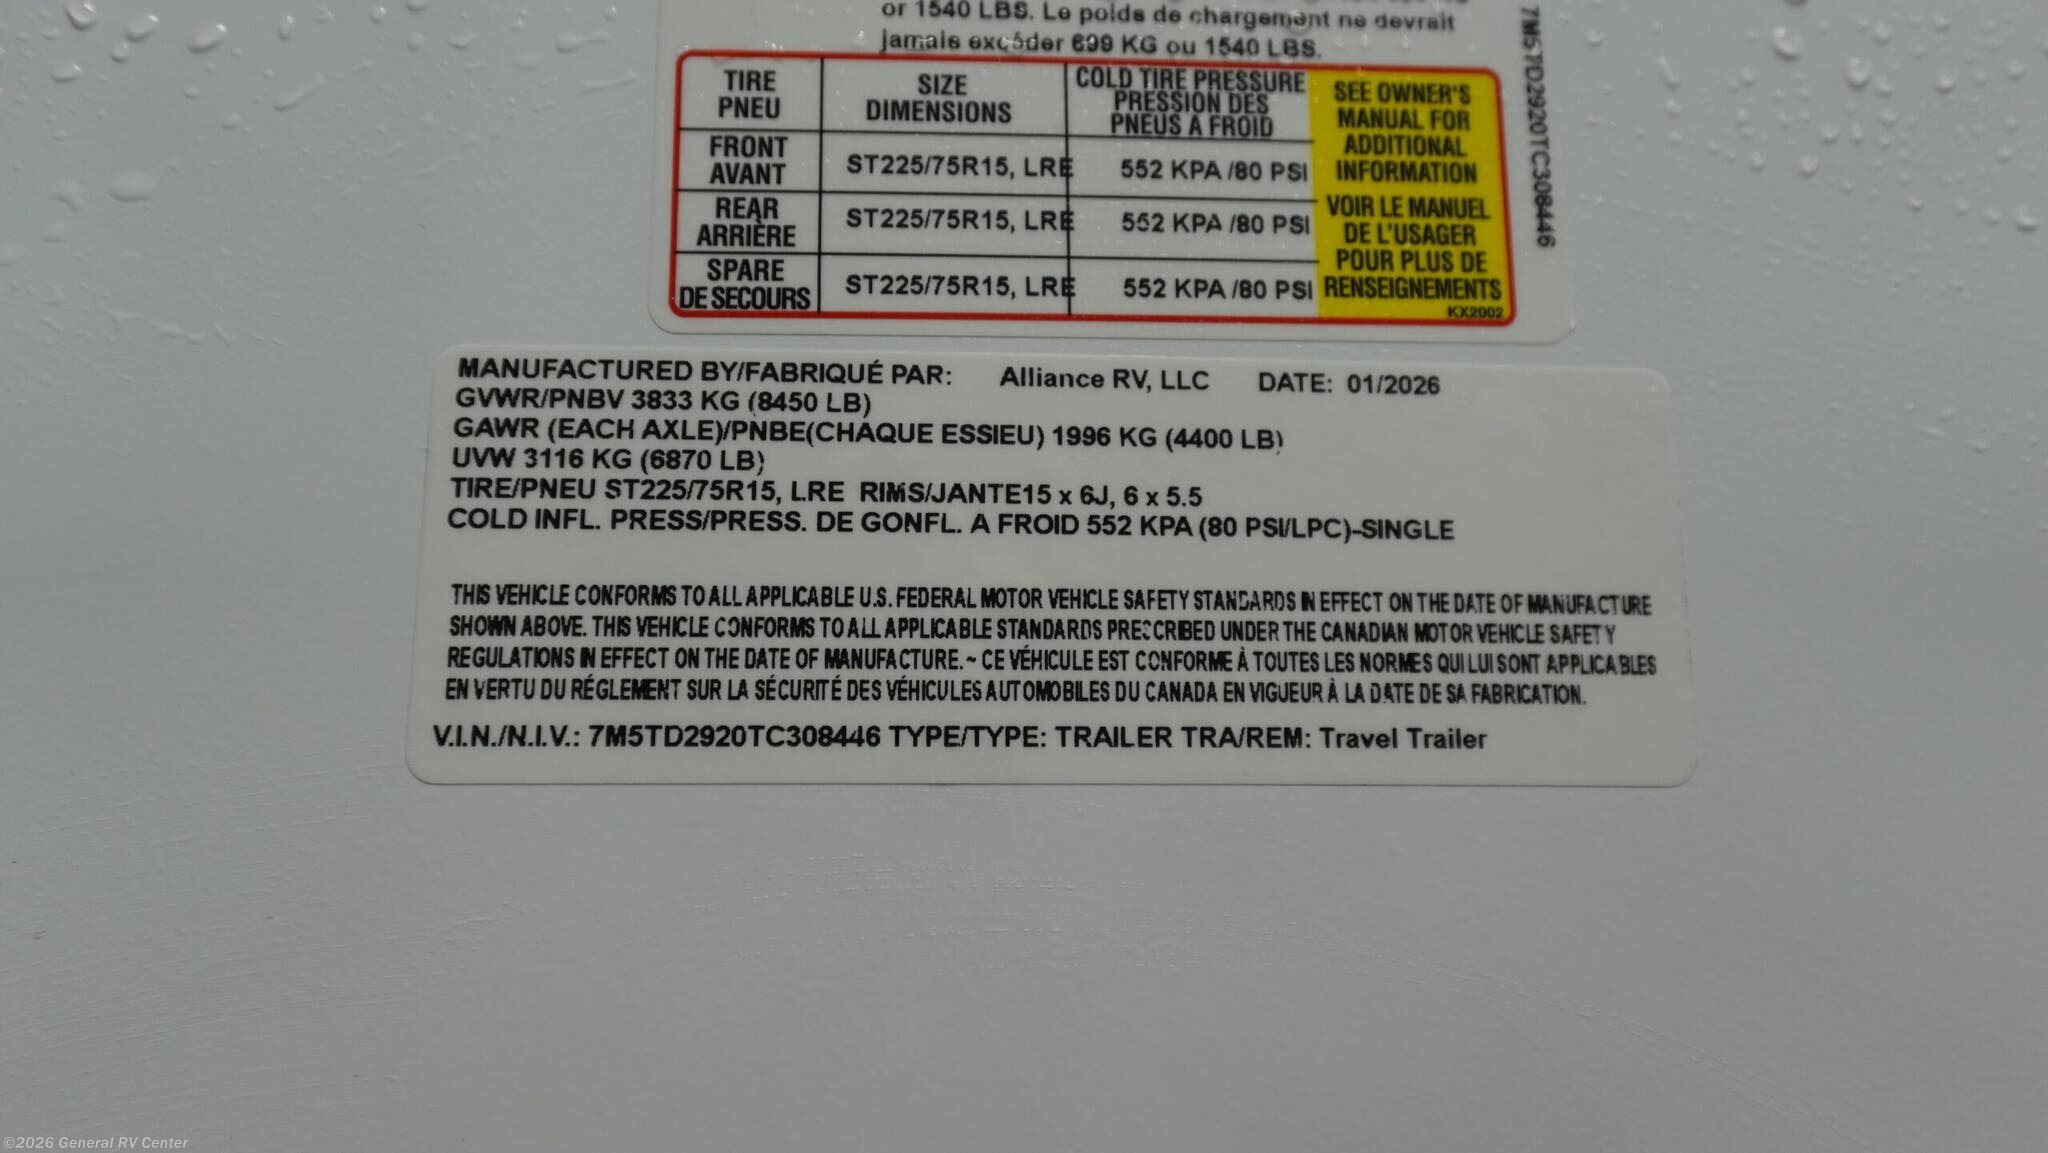 or 1540 LBS. Le poids de chargement ne devrait
jamais excéder 699 KG ou 1540 LBS.
TIRE
PNEU
SIZE
DIMENSIONS
COLD TIRE PRESSURE
PRESSION DES
PNEUS A FROID
FRONT
AVANT
ST225/75R15, LRE
552 KPA /80 PSI
REAR
ARRIÈRE
ST225/75R15, LRE
552 KPA /80 PSI
SPARE
DE SECOURS
ST225/75R15, LRE
552 KPA /80 PSI
SEE OWNER'S
MANUAL FOR
ADDITIONAL
INFORMATION
VOIR LE MANUEL
DE L'USAGER
POUR PLUS DE
RENSEIGNEMENTS
KX2002
7M5TD2920TC308446
MANUFACTURED BY/FABRIQUÉ PAR: Alliance RV, LLC DATE: 01/2026
GVWR/PNBV 3833 KG (8450 LB)
GAWR (EACH AXLE)/PNBE(CHAQUE ESSIEU) 1996 KG (4400 LB)
UVW 3116 KG (6870 LB)
TIRE/PNEU ST225/75R15, LRE RIMS/JANTE15 x 6J, 6 x 5.5
COLD INFL. PRESS/PRESS. DE GONFL. A FROID 552 KPA (80 PSI/LPC)-SINGLE
THIS VEHICLE CONFORMS TO ALL APPLICABLE U.S. FEDERAL MOTOR VEHICLE SAFETY STANDARDS IN EFFECT ON THE DATE OF MANUFACTURE
SHOWN ABOVE. THIS VEHICLE CONFORMS TO ALL APPLICABLE STANDARDS PRESCRIBED UNDER THE CANADIAN MOTOR VEHICLE SAFETY
REGULATIONS IN EFFECT ON THE DATE OF MANUFACTURE. ~ CE VÉHICULE EST CONFORME À TOUTES LES NORMES QUI LUI SONT APPLICABLES
EN VERTU DU RÉGLEMENT SUR LA SÉCURITÉ DES VÉHICULES AUTOMOBILES DU CANADA EN VIGUEUR À LA DATE DE SA FABRICATION.
V.I.N./N.I.V.: 7M5TD2920TC308446 TYPE/TYPE: TRAILER TRA/REM: Travel Trailer
©2026 General RV Center